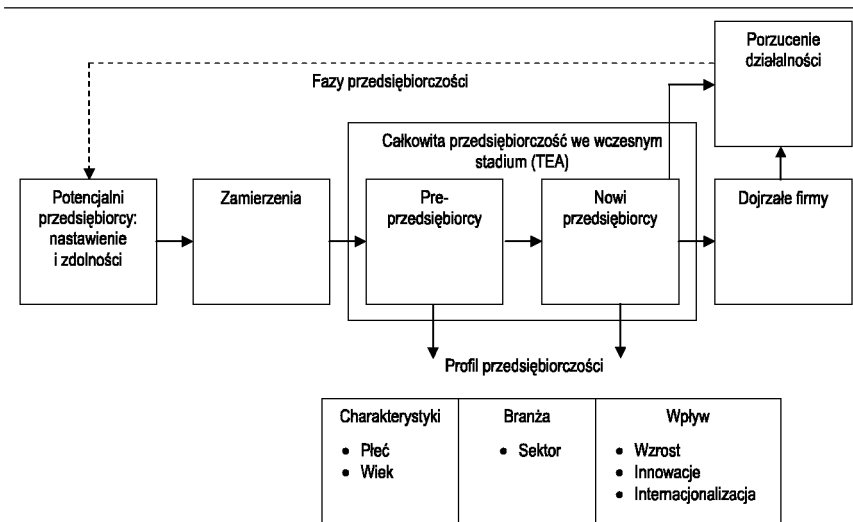 Porzucenie
działalności
Fazy przedsiębiorczości
Całkowita przedsiębiorczość we wczesnym
stadium (TEA)
Potencjalni
przedsiębiorcy:
nastawienie
i zdolności
Zamierzenia
Pre-
przedsiębiorcy
Nowi
przedsiębiorcy
Dojrzałe firmy
Profil przedsiębiorczości
Charakterystyki
• Płeć
• Wiek
Branża
• Sektor
Wpływ
• Wzrost
• Innowacje
• Internacjonalizacja